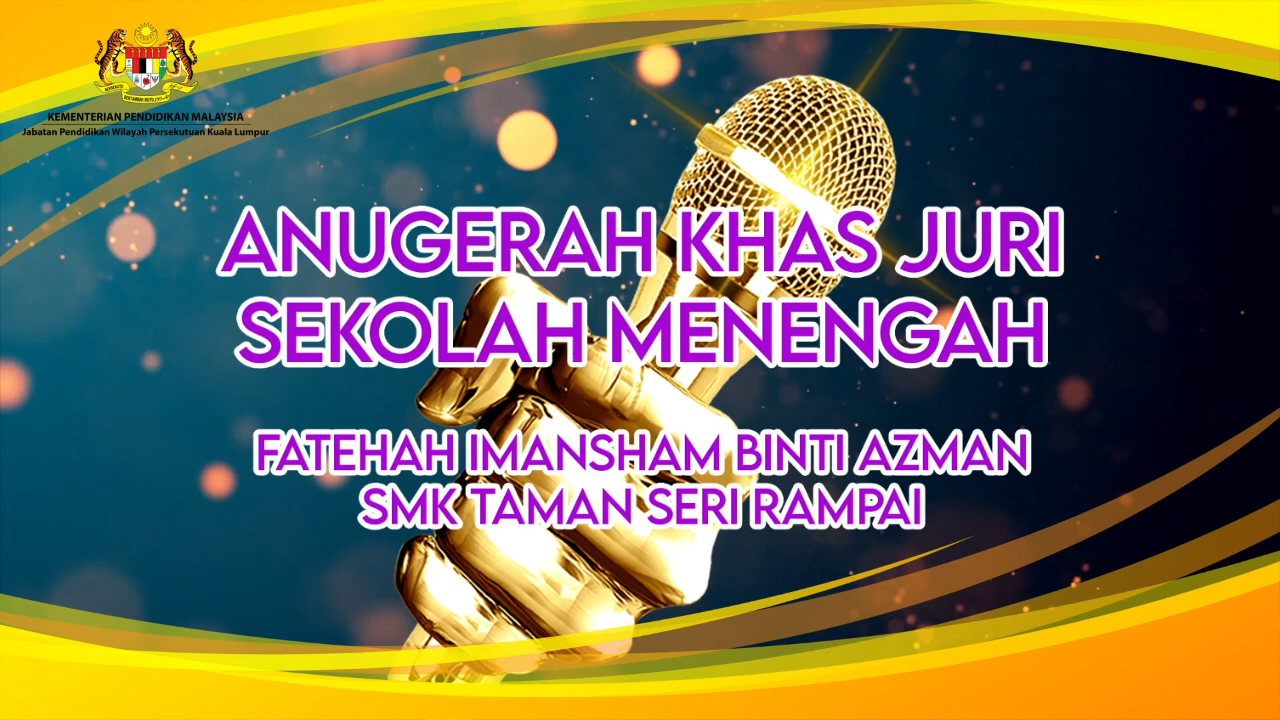 KEMENTERIAN PENDIDIKAN MALAYSIA
Jabatan Pendidikan Wilayah Persekutuan Kuala Lumpur
ANUGERAH KHAS JURI
SEKOLAH MENENGAH
FATEHAH IMANSHAM BINTI AZMAN
SMK TAMAN SERI RAMPAI